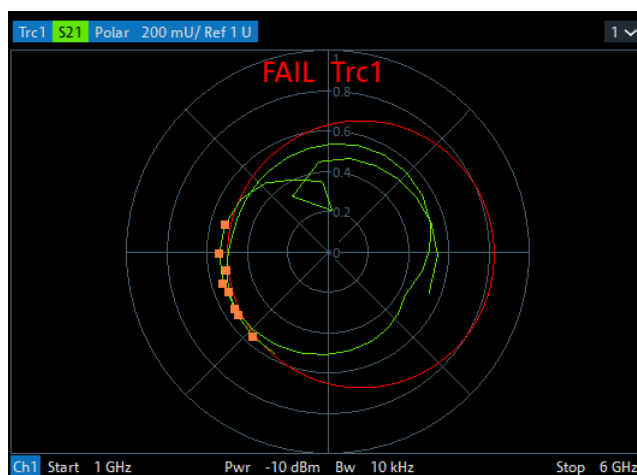 Trc1 S21 Polar 200 mU/ Ref 1 U 1
1
FAIL Trc1
0.8
0.6
0.4
0.2
0
Ch1 Start 1 GHz Pwr -10 dBm Bw 10 kHz Stop 6 GHz